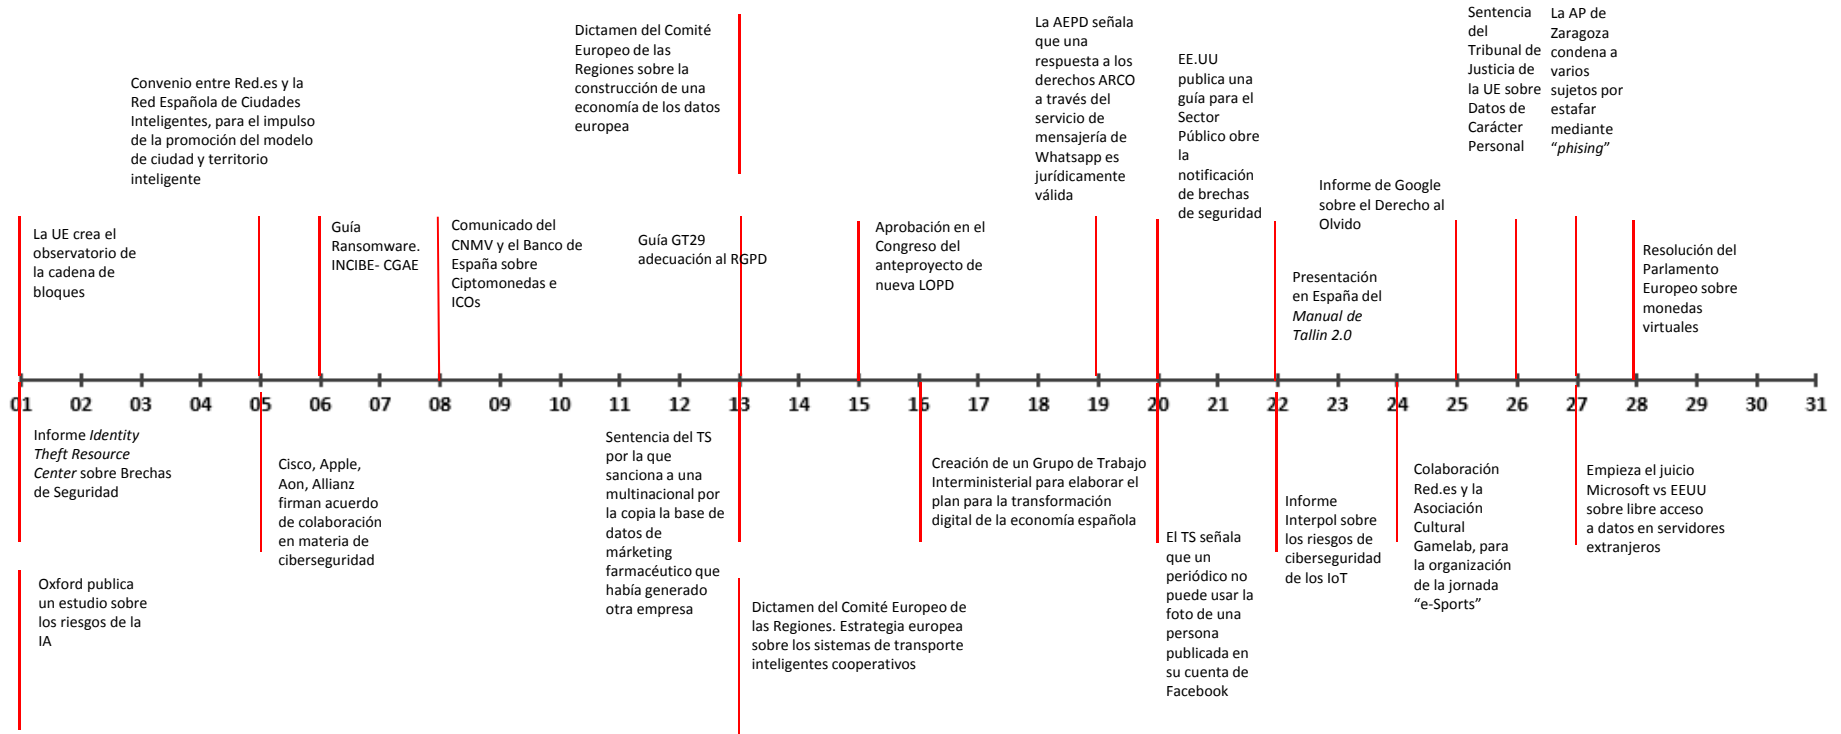 Convenio entre Red.es y la
Red Española de Ciudades
Inteligentes, para el impulso
de la promoción del modelo
de ciudad y territorio
inteligente
Dictamen del Comité
Europeo de las
Regiones sobre la
construcción de una
economía de los datos
europea
La AEPD señala
que una
respuesta a los
derechos ARCO
a través del
servicio de
mensajería de
Whatsapp es
jurídicamente
válida
EE.UU
publica una
guía para el
Sector
Público obre
la
notificación
de brechas
de seguridad
Sentencia
del
Tribunal de
Justicia de
la UE sobre
Datos de
Carácter
Personal
La AP de
Zaragoza
condena a
varios
sujetos por
estafar
mediante
“phising”
La UE crea el
observatorio de
la cadena de
bloques
Guía
Ransomware.
INCIBE- CGAE
Comunicado del
CNMV y el Banco de
España sobre
Ciptomonedas e
ICOs
Guía GT29
adecuación al RGPD
Aprobación en el
Congreso del
anteproyecto de
nueva LOPD
Informe de Google
sobre el Derecho al
Olvido
Presentación
en España del
Manual de
Tallin 2.0
Resolución del
Parlamento
Europeo sobre
monedas
virtuales
01 02 03 04 05 06 07 08 09 10 11 12 13 14 15 16 17 18 19 20 21 22 23 24 25 26 27 28 29 30 31
Informe Identity
Theft Resource
Center sobre Brechas
de Seguridad
Oxford publica
un estudio sobre
los riesgos de la
IA
Cisco, Apple,
Aon, Allianz
firman acuerdo
de colaboración
en materia de
ciberseguridad
Sentencia del TS
por la que
sanciona a una
multinacional por
la copia la base de
datos de
márketing
farmacéutico que
había generado
otra empresa
Dictamen del Comité Europeo de
las Regiones. Estrategia europea
sobre los sistemas de transporte
inteligentes cooperativos
Creación de un Grupo de Trabajo
Interministerial para elaborar el
plan para la transformación
digital de la economía española
El TS señala
que un
periódico no
puede usar la
foto de una
persona
publicada en
su cuenta de
Facebook
Informe
Interpol sobre
los riesgos de
ciberseguridad
de los IoT
Colaboración
Red.es y la
Asociación
Cultural
Gamelab, para
la organización
de la jornada
“e-Sports”
Empieza el juicio
Microsoft vs EEUU
sobre libre acceso
a datos en servidores
extranjeros